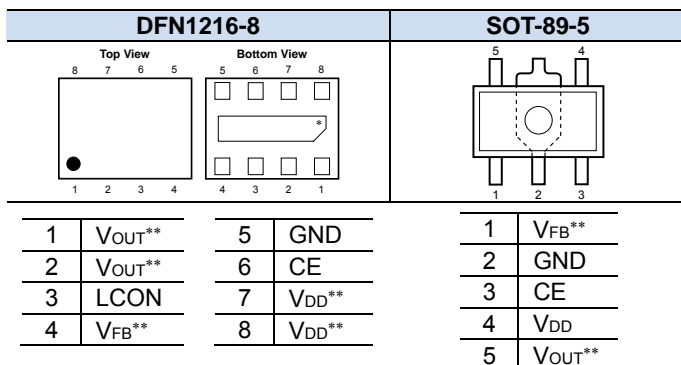 DFN1216-8 SOT-89-5
Top View Bottom View
8 7 6 5 5 6 7 8 5 4
*
1 2 3 4 4 3 2 1 1 2 3
1 VOUT** 5 GND 1 VFB**
2 VOUT** 6 CE 2 GND
3 LCON 7 VDD** 3 CE
4 VFB** 8 VDD** 4 VDD
5 VOUT**